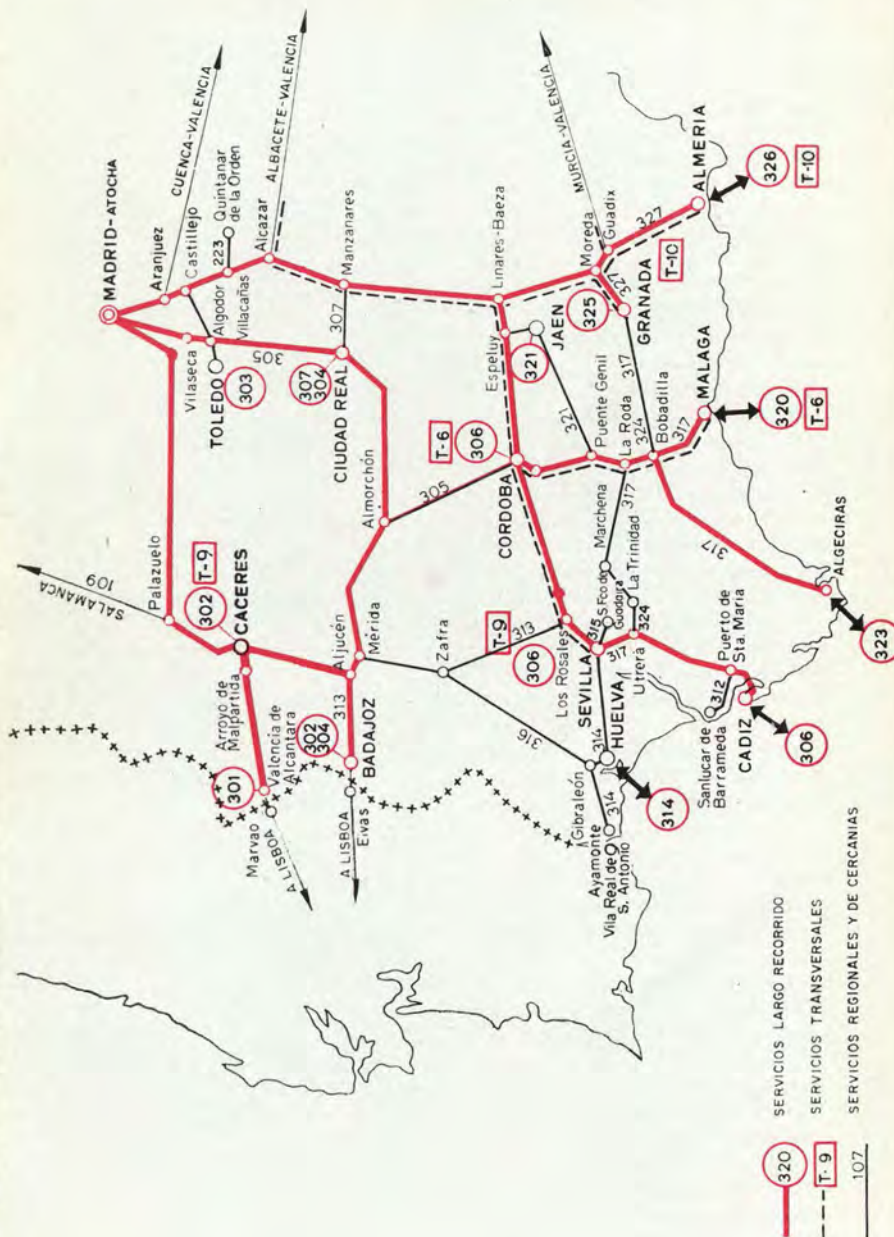 MADRID-ATOCHA
Aranjuez
CUENCA-VALENCIA
Castillejo
Quintanar
de la Orden
223
ALBACETE-VALENCIA
Algodor
Villacañas
Alcazar
Vilaseca
TOLEDO
303
305
307
Manzanares
307
304
CIUDAD REAL
Palazuelo
SALAMANCA
109
T-9
302
CACERES
Arroyo de
Malpartida
Valencia de
Alcantara
301
Marvao
A LISBOA
Aljucén
Mérida
313
302
304
BADAJOZ
A LISBOA
Elvas
Almorchón
305
T-6
306
CORDOBA
Espeluy
Linares-Baeza
321
JAEN
321
MURCIA-VALENCIA
Moreda
Guadix
325
327
GRANADA
327
T-10
ALMERIA
326
T-10
Puente Genil
La Roda
317
324
Bobadilla
317
MALAGA
320
T-6
Zafra
T-9
313
306
Los Rosales
Marchena
317
S.Fcodo
Guadaira
La Trinidad
315
SEVILLA
317
324
Utrera
316
Gibraleón
314
HUELVA
314
314
Ayamonte
Vila Real de
S. Antonio
Puerto de
Sta. Maria
312
Sanlucar de
Barrameda
CADIZ
306
317
ALGECIRAS
323
320
SERVICIOS LARGO RECORRIDO
T-9
SERVICIOS TRANSVERSALES
107
SERVICIOS REGIONALES Y DE CERCANIAS